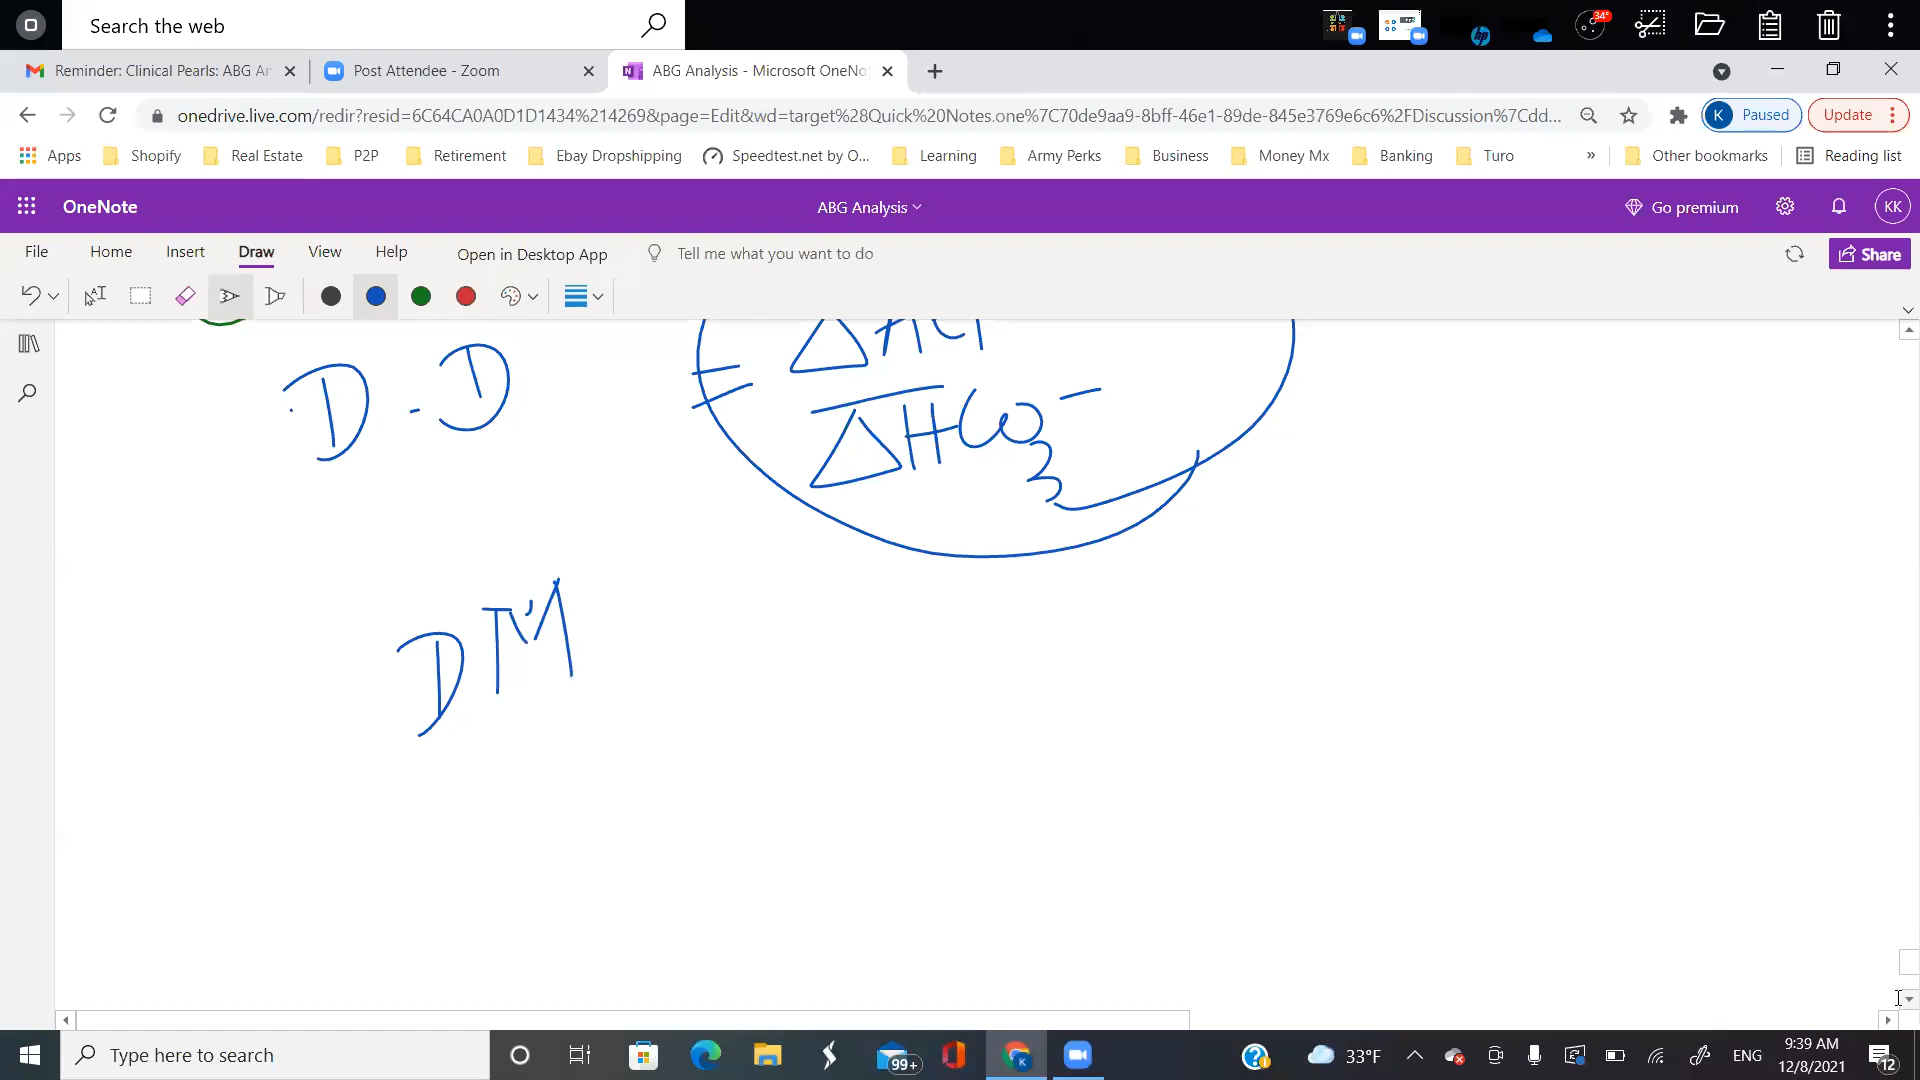 Search the web
34°
Reminder: Clinical Pearls: ABG Ar
Post Attendee - Zoom
ABG Analysis - Microsoft OneNo
onedrive.live.com/redir?resid=6C64CA0A0D1D1434%214269&page=Edit&wd=target%28Quick%20Notes.one%7C70de9aa9-8bff-46e1-89de-845e3769e6c6%2FDiscussion%7Cdd...
K Paused
Update
Apps Shopify Real Estate P2P Retirement Ebay Dropshipping Speedtest.net by O... Learning Army Perks Business Money Mx Banking Turo » Other bookmarks Reading list
OneNote
ABG Analysis
Go premium
KK
File Home Insert Draw View Help Open in Desktop App Tell me what you want to do
Share
D - D =
ΔHCO3-
DM
Type here to search
99+
33°F
ENG
9:39 AM
12/8/2021
12